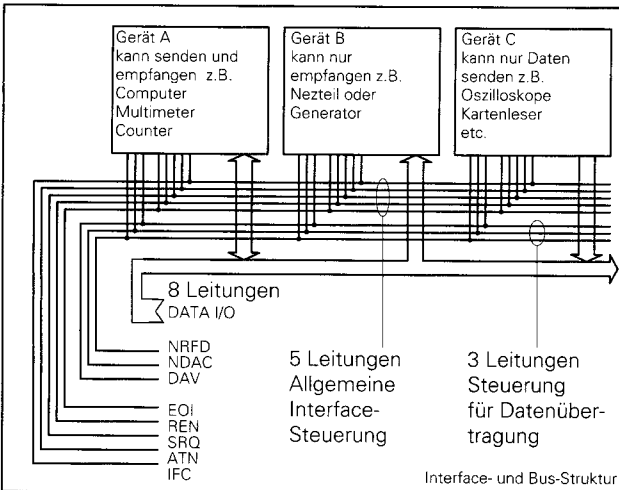 Gerät A
kann senden und
empfangen z.B.
Computer
Multimeter
Counter
Gerät B
kann nur
empfangen z.B.
Nezteil oder
Generator
Gerät C
kann nur Daten
senden z.B.
Oszilloskope
Kartenleser
etc.
8 Leitungen
DATA I/O
NRFD
NDAC
DAV
EOI
REN
SRQ
ATN
IFC
5 Leitungen
Allgemeine
Interface-
Steuerung
3 Leitungen
Steuerung
für Datenüber-
tragung
Interface- und Bus-Struktur